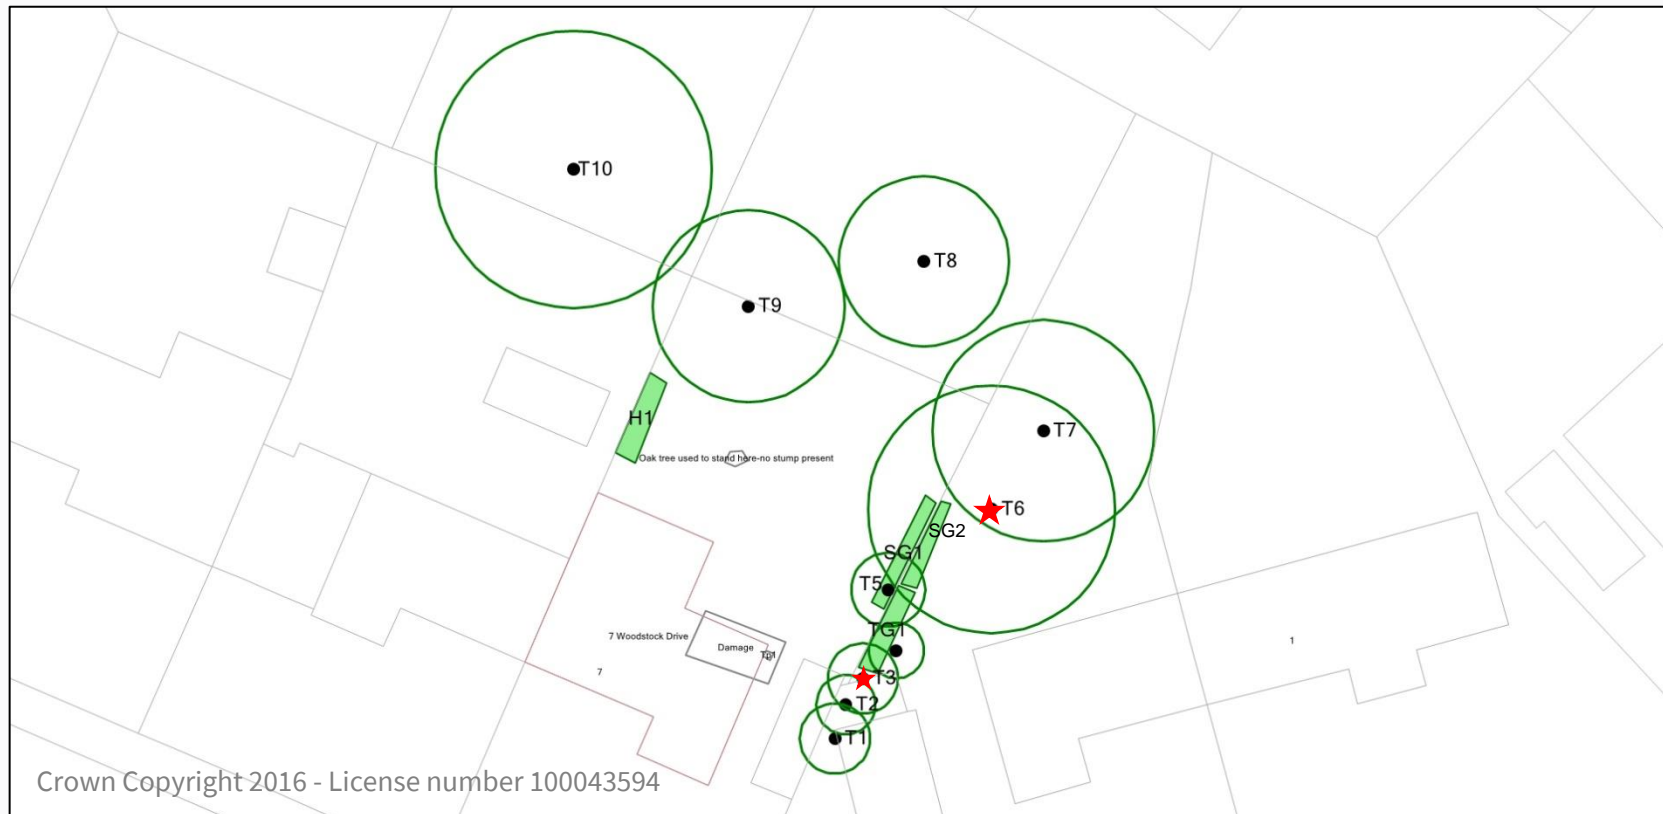 T10
T8
T9
H1
T7
Oak tree used to stand here-no stump present
T6
SG2
SG1
T5
TG1
7 Woodstock Drive
Damage
1
7
T3
T2
T1
Crown Copyright 2016 - License number 100043594